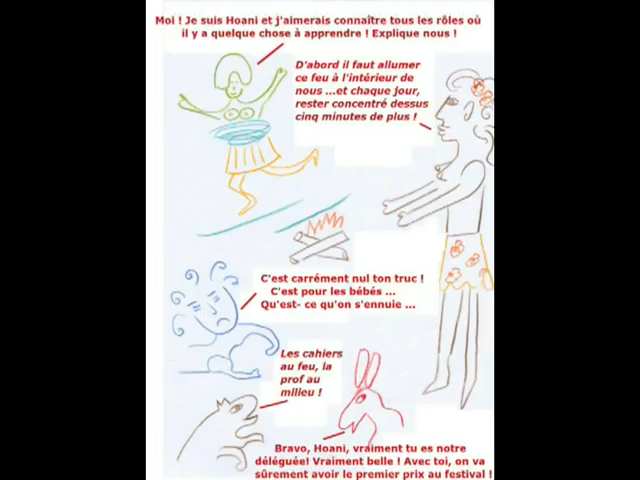 Moi ! Je suis Hoani et j'aimerais connaître tous les rôles où
il y a quelque chose à apprendre ! Explique nous !
D'abord il faut allumer
ce feu à l'intérieur de
nous ...et chaque jour,
rester concentré dessus
cinq minutes de plus !
C'est carrément nul ton truc !
C'est pour les bébés ...
Qu'est- ce qu'on s'ennuie ...
Les cahiers
au feu, la
prof au
milieu !
Bravo, Hoani, vraiment tu es notre
déléguée! Vraiment belle ! Avec toi, on va
sûrement avoir le premier prix au festival !